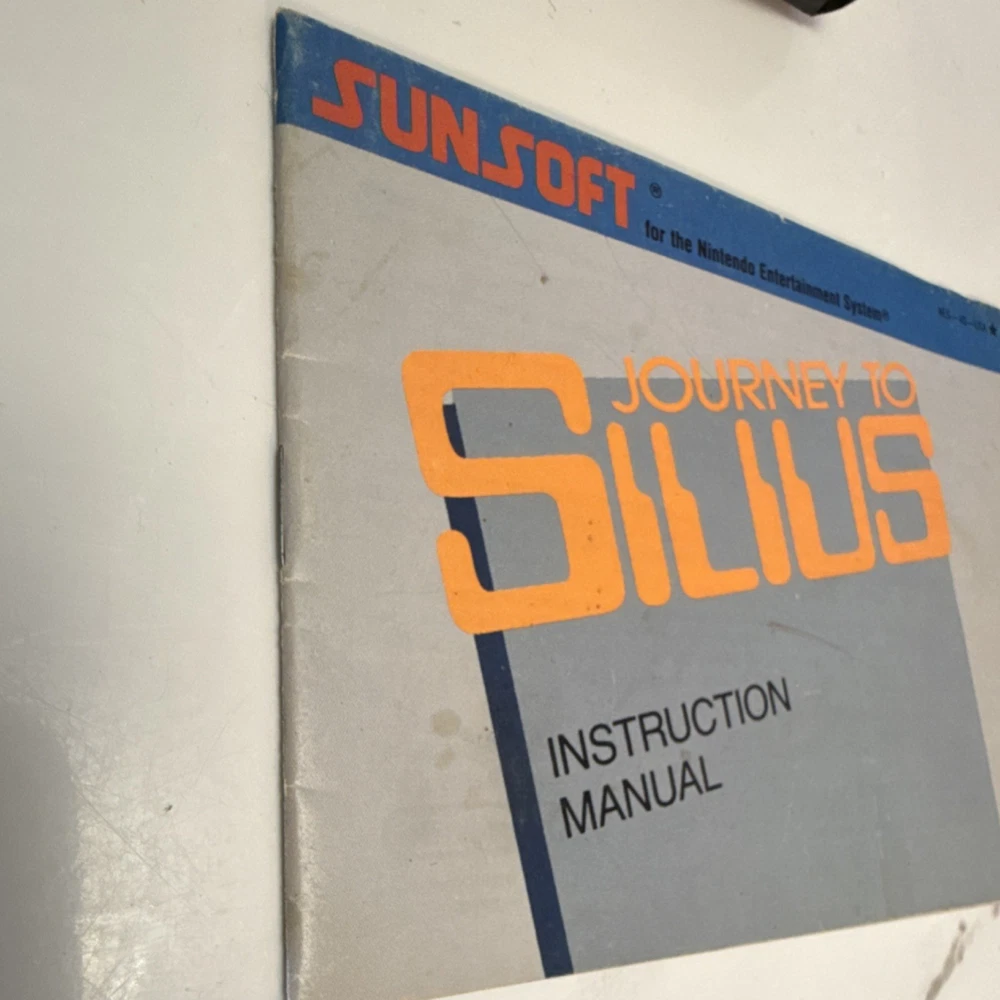 SUNSOFT®
for the Nintendo Entertainment System®
JOURNEY TO
SILIUS
INSTRUCTION
MANUAL